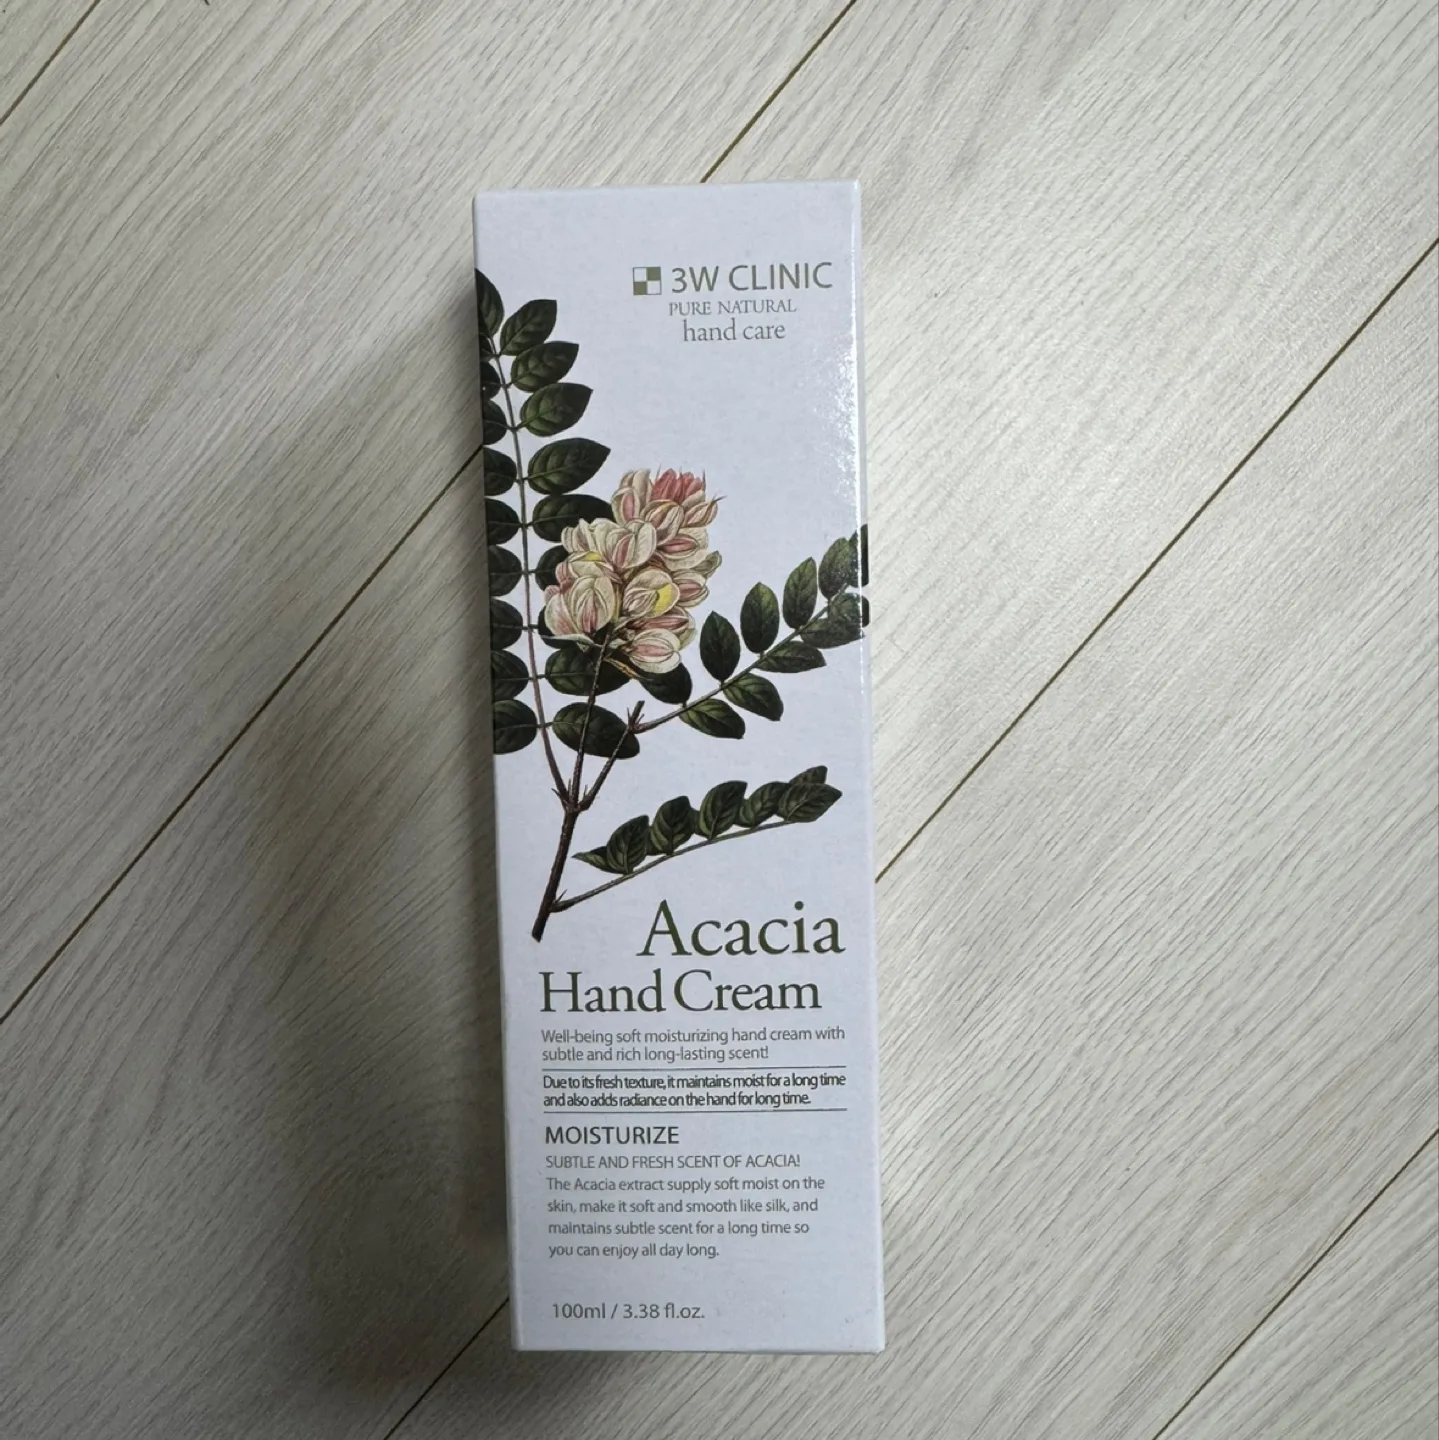 3W CLINIC
PURE NATURAL
hand care
Acacia
Hand Cream
Well-being soft moisturizing hand cream with
subtle and rich long-lasting scent!
Due to its fresh texture, it maintains moist for a long time
and also adds radiance on the hand for long time.
MOISTURIZE
SUBTLE AND FRESH SCENT OF ACACIA!
The Acacia extract supply soft moist on the
skin, make it soft and smooth like silk, and
maintains subtle scent for a long time so
you can enjoy all day long.
100ml / 3.38 fl.oz.